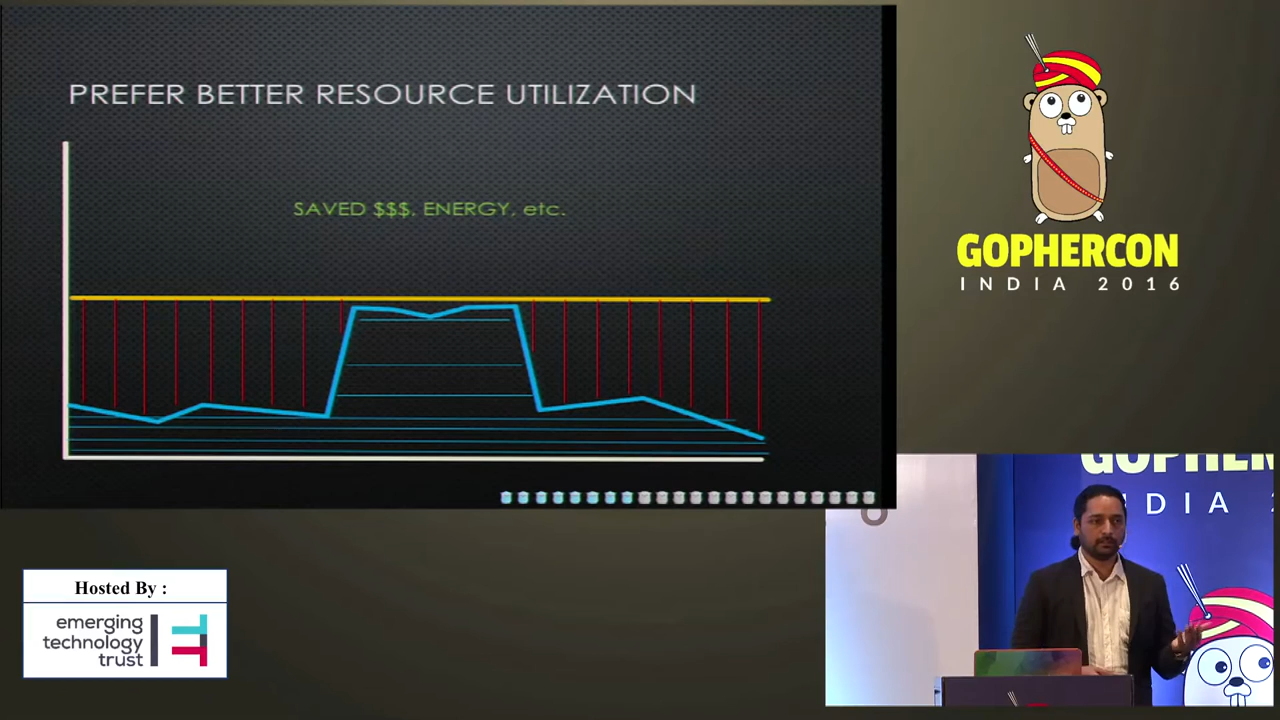 PREFER BETTER RESOURCE UTILIZATION
SAVED $$$, ENERGY, etc.
GOPHERCON
INDIA 2016
Hosted By :
emerging
technology
trust